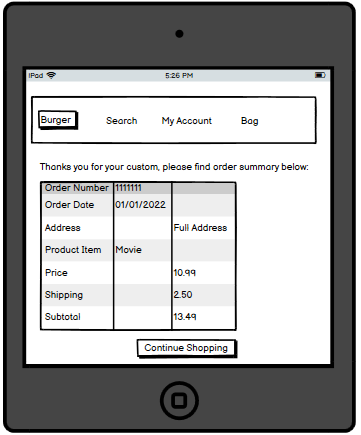 iPad 5:26 PM
Burger Search My Account Bag
Thanks you for your custom, please find order summary below:
Order Number 1111111
Order Date 01/01/2022
Address Full Address
Product Item Movie
Price 10.99
Shipping 2.50
Subtotal 13.49
Continue Shopping